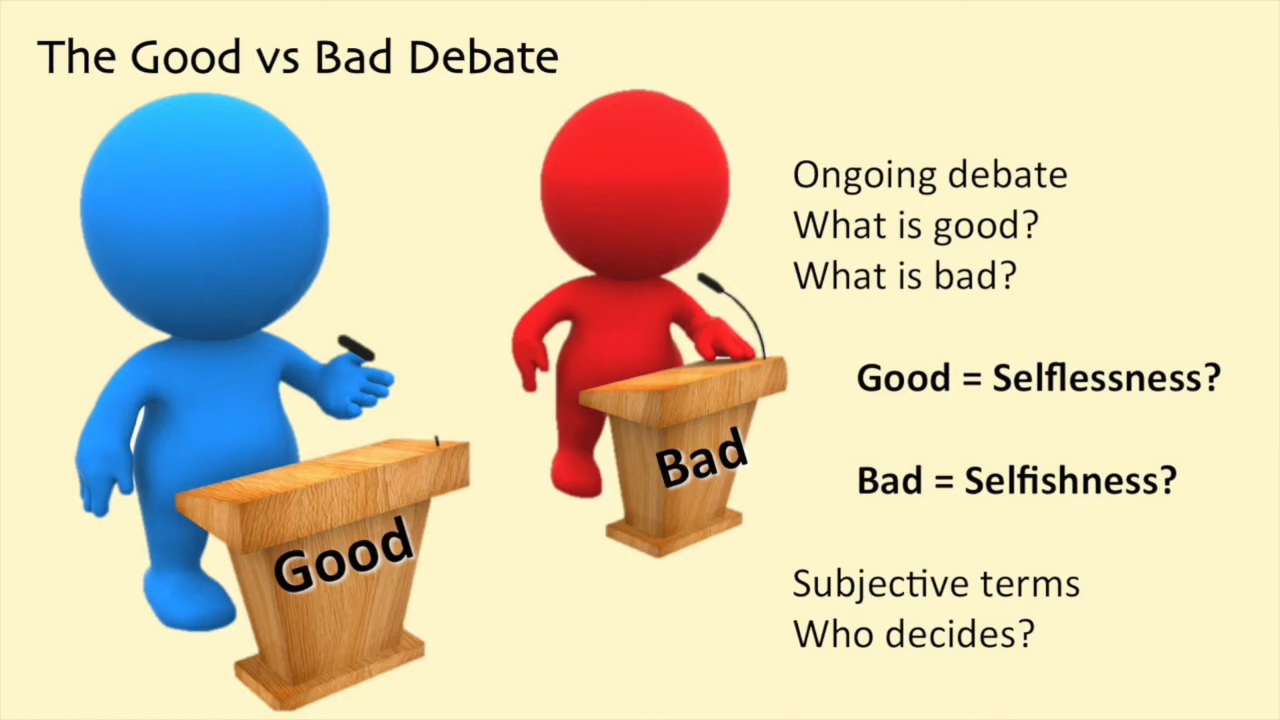 The Good vs Bad Debate
Ongoing debate
What is good?
What is bad?
Good = Selflessness?
Bad = Selfishness?
Subjective terms
Who decides?
Good
Bad